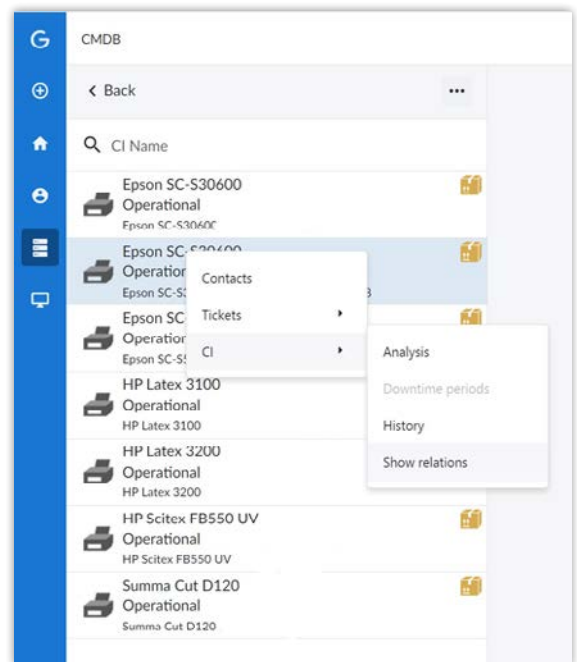 G
CMDB
Back
CI Name
Epson SC-S30600
Operational
Epson SC-S30600
Epson SC-
Operation
Epson SC-S
Contacts
Tickets
CI
Epson SC
Operation
Epson SC-S
Analysis
Downtime periods
History
Show relations
HP Latex 3100
Operational
HP Latex 3100
HP Latex 3200
Operational
HP Latex 3200
HP Scitex FB550 UV
Operational
HP Scitex FB550 UV
Summa Cut D120
Operational
Summa Cut D120